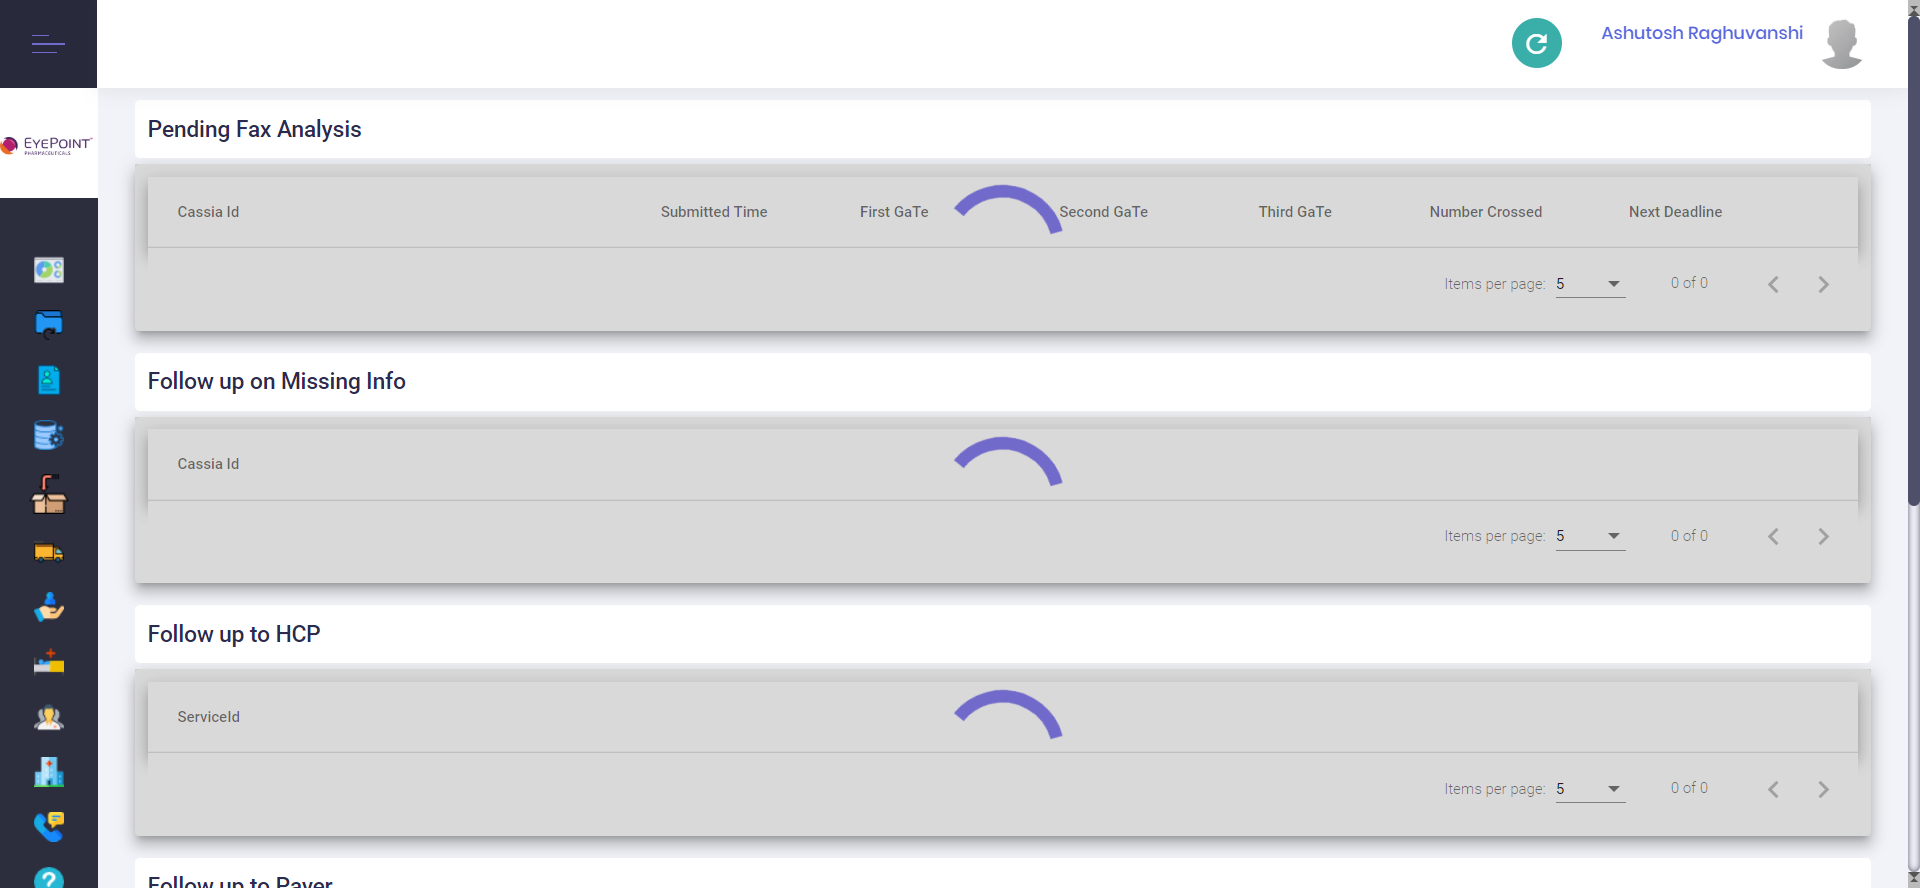 Ashutosh Raghuvanshi
EYEPOINT
PHARMACEUTICALS
Pending Fax Analysis
Cassia Id Submitted Time First GaTe Second GaTe Third GaTe Number Crossed Next Deadline
Items per page: 5 0 of 0
Follow up on Missing Info
Cassia Id
Items per page: 5 0 of 0
Follow up to HCP
ServiceId
Items per page: 5 0 of 0
Follow up to Payer